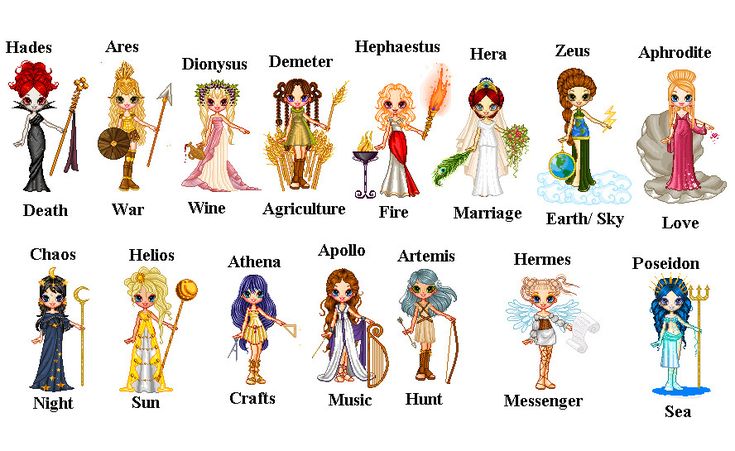 Hades
Ares
Dionysus
Demeter
Hephaestus
Hera
Zeus
Aphrodite
Death
War
Wine
Agriculture
Fire
Marriage
Earth/ Sky
Love
Chaos
Helios
Athena
Apollo
Artemis
Hermes
Poseidon
Night
Sun
Crafts
Music
Hunt
Messenger
Sea